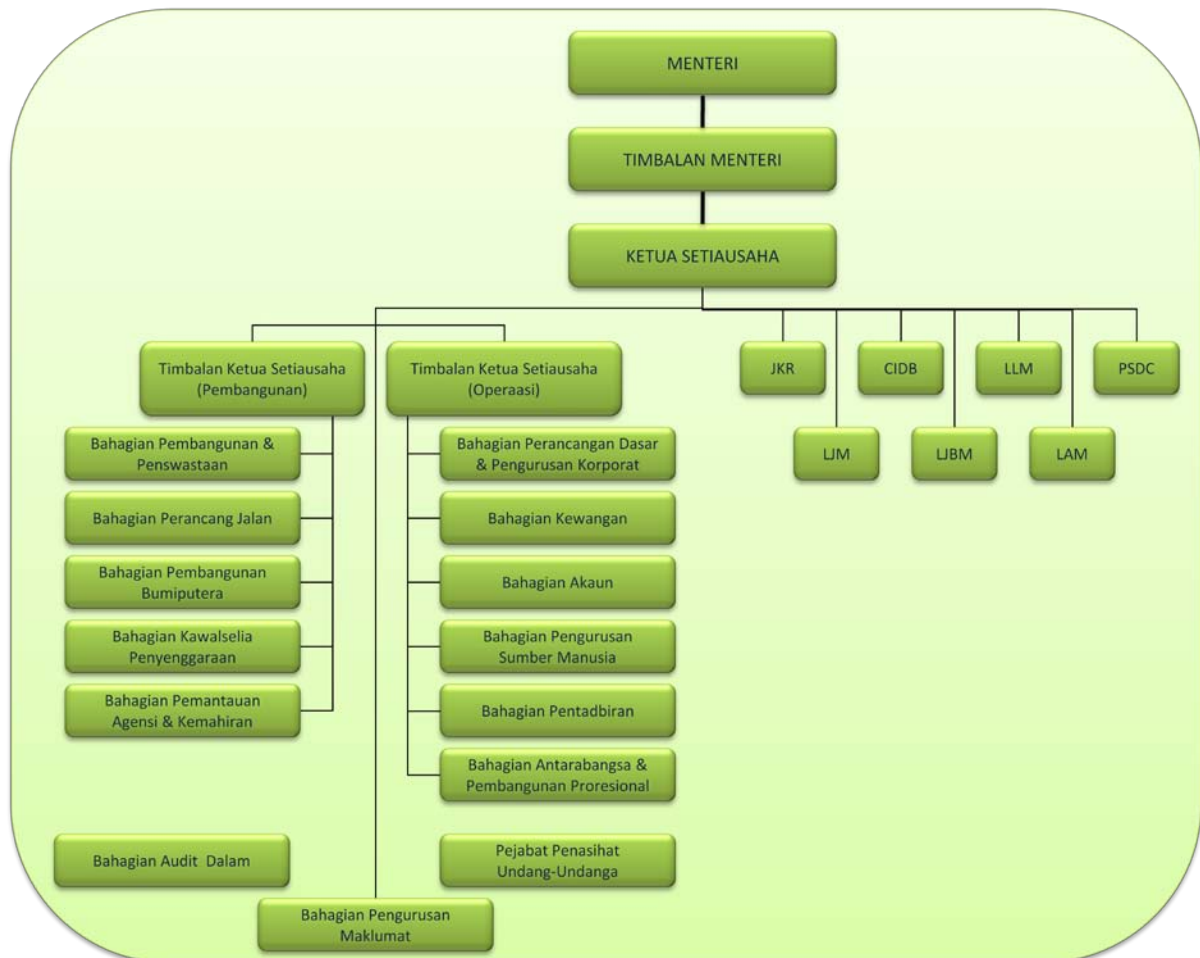 MENTERI
TIMBALAN MENTERI
KETUA SETIAUSAHA
Timbalan Ketua Setiausaha
(Pembangunan)
Timbalan Ketua Setiausaha
(Operaasi)
JKR
CIDB
LLM
PSDC
LJM
LJBM
LAM
Bahagian Pembangunan &
Penswastaan
Bahagian Perancang Jalan
Bahagian Pembangunan
Bumiputera
Bahagian Kawalselia
Penyenggaraan
Bahagian Pemantauan
Agensi & Kemahiran
Bahagian Perancangan Dasar
& Pengurusan Korporat
Bahagian Kewangan
Bahagian Akaun
Bahagian Pengurusan
Sumber Manusia
Bahagian Pentadbiran
Bahagian Antarabangsa &
Pembangunan Proresional
Bahagian Audit Dalam
Pejabat Penasihat
Undang-Undanga
Bahagian Pengurusan
Maklumat